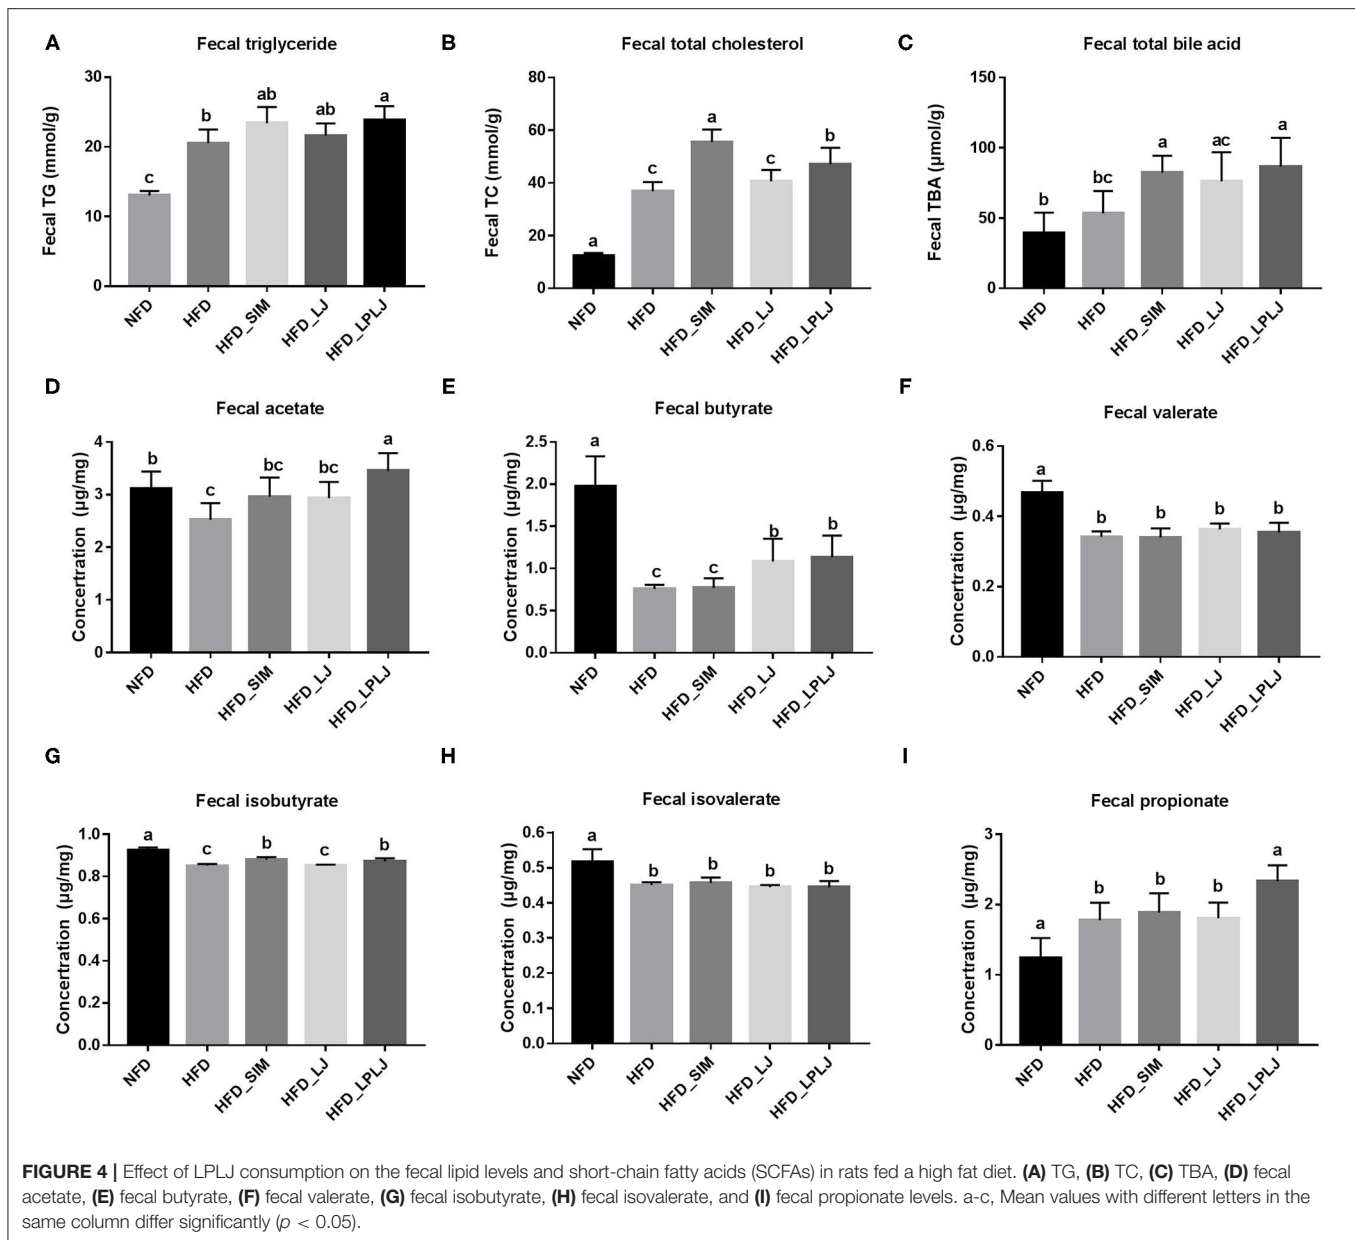 A
Fecal triglyceride
Fecal TG (mmol/g)
30
20
10
0
c
b
ab
ab
a
NFD
HFD
HFD_SIM
HFD_LJ
HFD_LPLJ
B
Fecal total cholesterol
Fecal TC (mmol/g)
80
60
40
20
0
a
c
a
c
b
NFD
HFD
HFD_SIM
HFD_LJ
HFD_LPLJ
C
Fecal total bile acid
Fecal TBA (μmol/g)
150
100
50
0
b
bc
a
ac
a
NFD
HFD
HFD_SIM
HFD_LJ
HFD_LPLJ
D
Fecal acetate
Concertration (μg/mg)
4
3
2
1
0
b
c
bc
bc
a
NFD
HFD
HFD_SIM
HFD_LJ
HFD_LPLJ
E
Fecal butyrate
Concertration (μg/mg)
2.5
2.0
1.5
1.0
0.5
0.0
a
c
c
b
b
NFD
HFD
HFD_SIM
HFD_LJ
HFD_LPLJ
F
Fecal valerate
Concertration (μg/mg)
0.6
0.4
0.2
0.0
a
b
b
b
b
NFD
HFD
HFD_SIM
HFD_LJ
HFD_LPLJ
G
Fecal isobutyrate
Concertration (μg/mg)
1.0
0.8
0.6
0.4
0.2
0.0
a
c
b
c
b
NFD
HFD
HFD_SIM
HFD_LJ
HFD_LPLJ
H
Fecal isovalerate
Concertration (μg/mg)
0.6
0.5
0.4
0.3
0.2
0.1
0.0
a
b
b
b
b
NFD
HFD
HFD_SIM
HFD_LJ
HFD_LPLJ
I
Fecal propionate
Concertration (μg/mg)
3
2
1
0
a
b
b
b
a
NFD
HFD
HFD_SIM
HFD_LJ
HFD_LPLJ
FIGURE 4 | Effect of LPLJ consumption on the fecal lipid levels and short-chain fatty acids (SCFAs) in rats fed a high fat diet. (A) TG, (B) TC, (C) TBA, (D) fecal
acetate, (E) fecal butyrate, (F) fecal valerate, (G) fecal isobutyrate, (H) fecal isovalerate, and (I) fecal propionate levels. a-c, Mean values with different letters in the
same column differ significantly (p < 0.05).